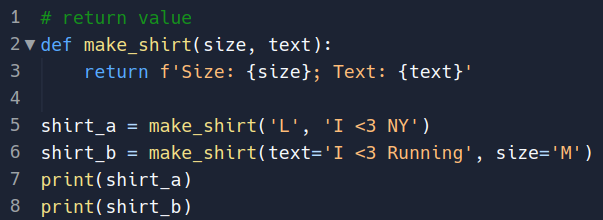 1 # return value
2 def make_shirt(size, text):
3     return f'Size: {size}; Text: {text}'
4
5 shirt_a = make_shirt('L', 'I <3 NY')
6 shirt_b = make_shirt(text='I <3 Running', size='M')
7 print(shirt_a)
8 print(shirt_b)